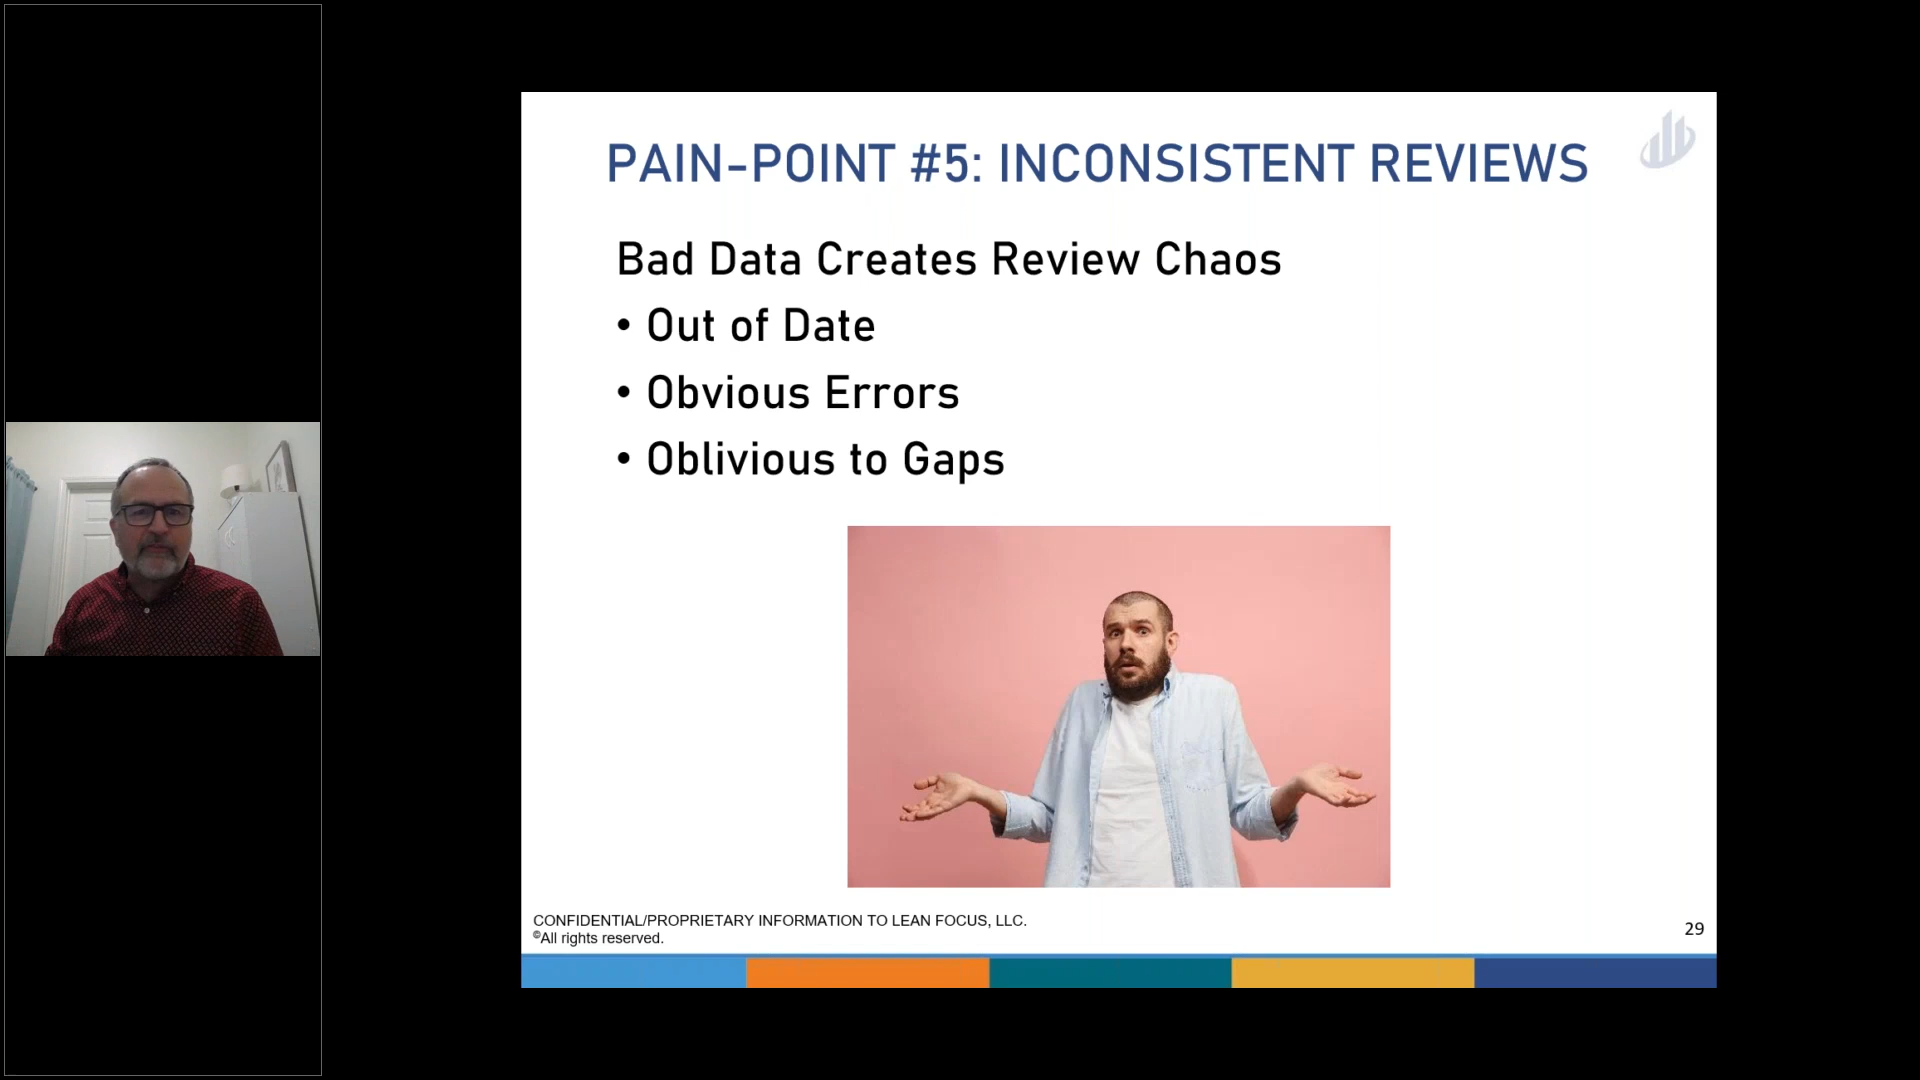 PAIN-POINT #5: INCONSISTENT REVIEWS
Bad Data Creates Review Chaos
• Out of Date
• Obvious Errors
• Oblivious to Gaps
CONFIDENTIAL/PROPRIETARY INFORMATION TO LEAN FOCUS, LLC.
©All rights reserved.
29